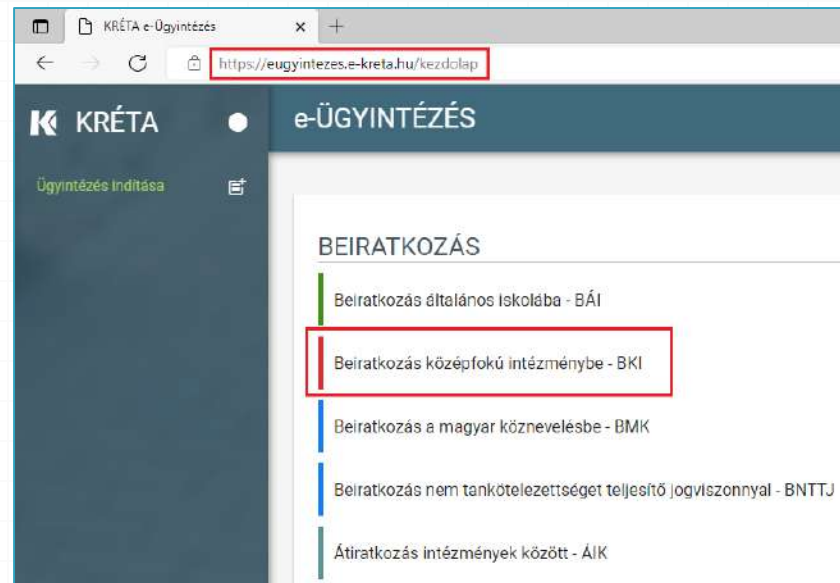 KRÉTA e-Ügyintézés
https://eugyintezes.e-kreta.hu/kezdolap
KRÉTA
e-ÜGYINTÉZÉS
Ügyintézés indítása
BEIRATKOZÁS
Beiratkozás általános iskolába - BÁI
Beiratkozás középfokú intézménybe - BKI
Beiratkozás a magyar köznevelésbe - BMK
Beiratkozás nem tankötelezettséget teljesítő jogviszonnyal - BNTTJ
Átiratkozás intézmények között - ÁIK